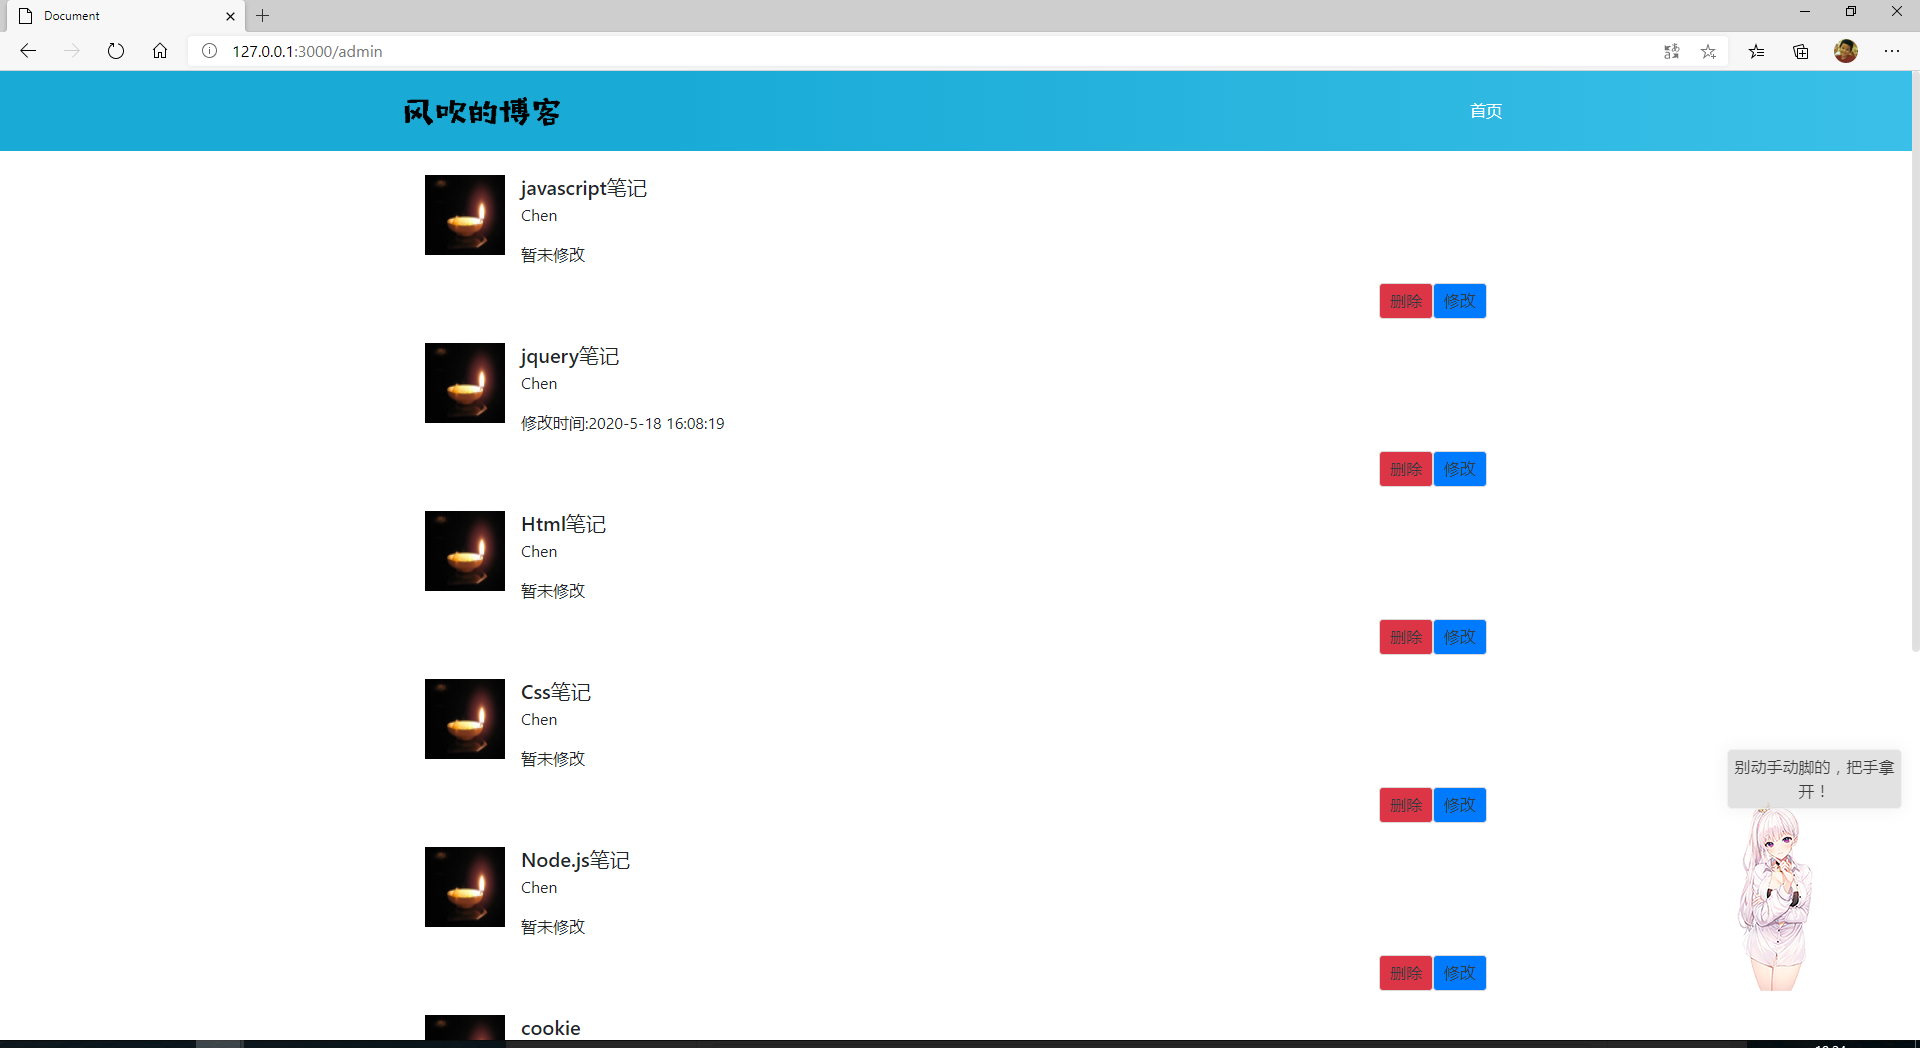 Document
127.0.0.1:3000/admin
风吹的博客
首页
javascript笔记
Chen
暂未修改
删除 修改
jquery笔记
Chen
修改时间:2020-5-18 16:08:19
删除 修改
Html笔记
Chen
暂未修改
删除 修改
Css笔记
Chen
暂未修改
删除 修改
别动手动脚的，把手拿
开！
Node.js笔记
Chen
暂未修改
删除 修改
cookie